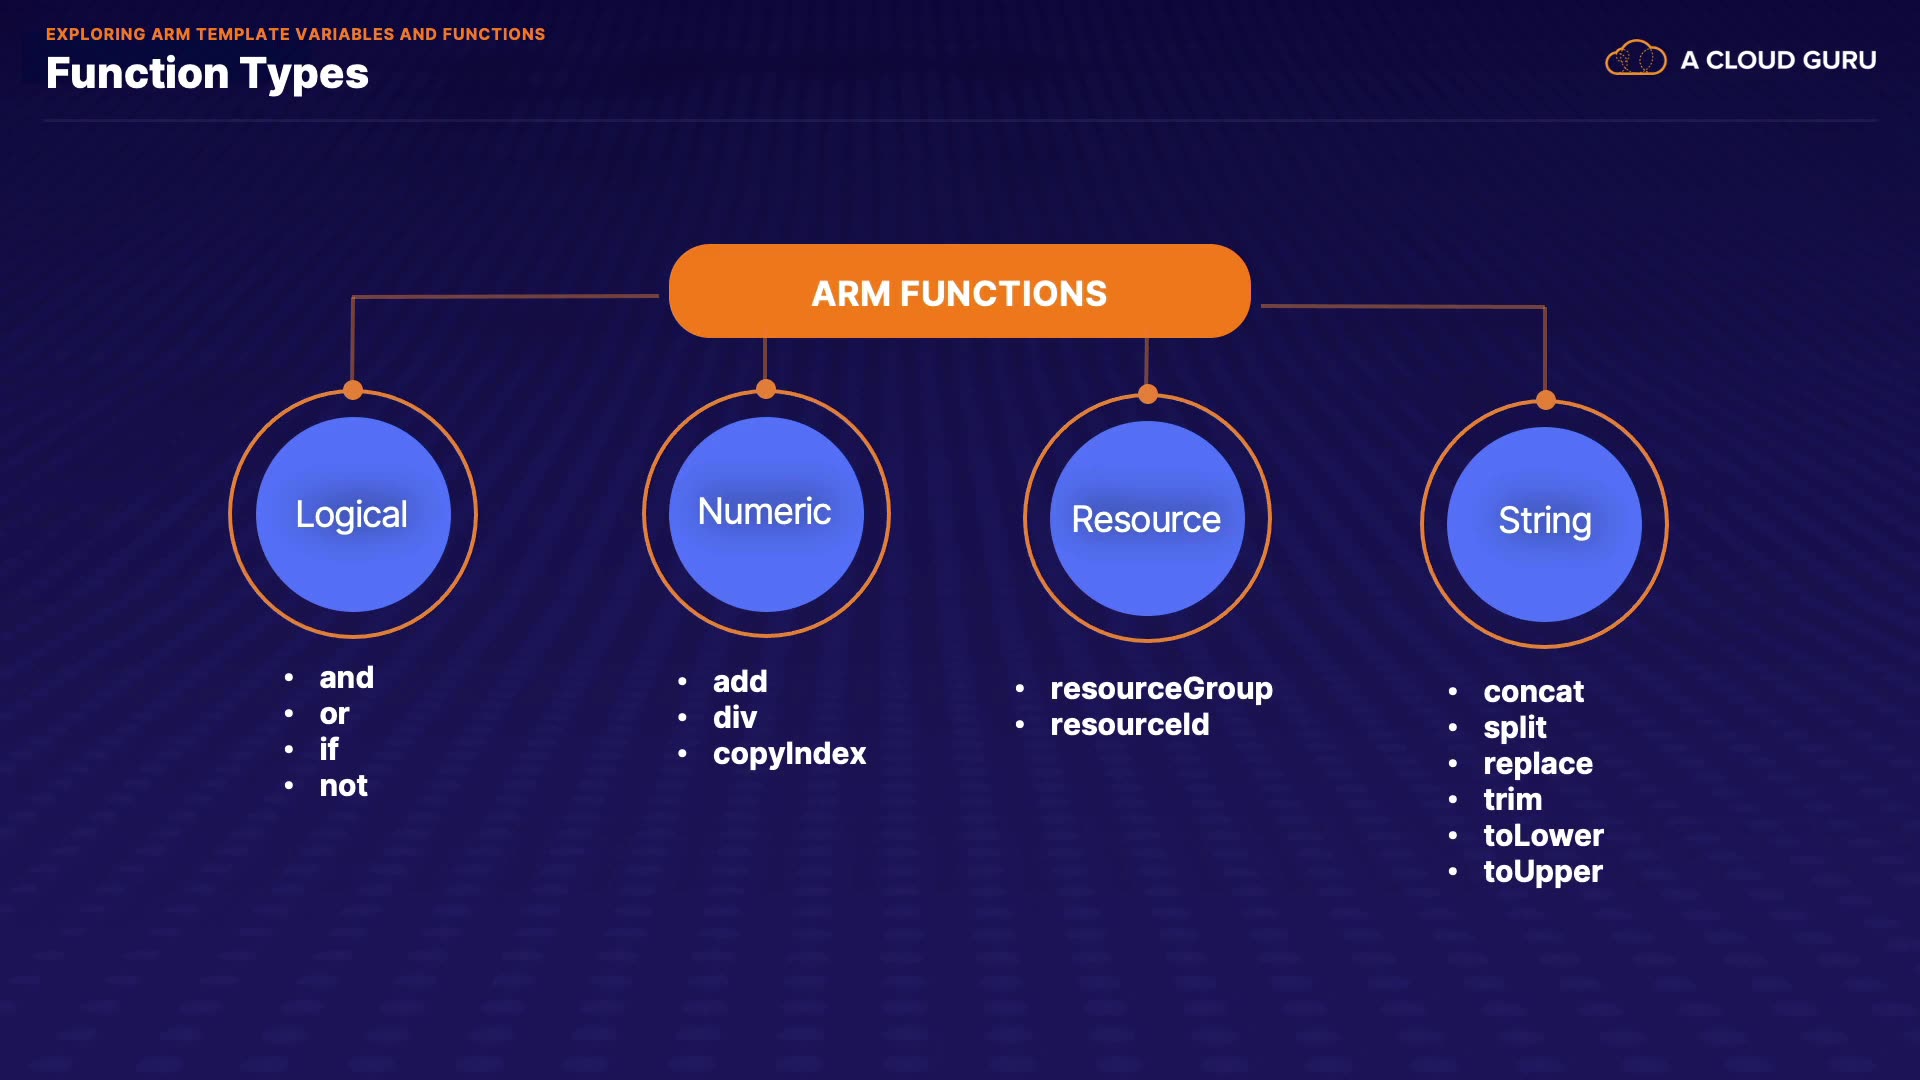 EXPLORING ARM TEMPLATE VARIABLES AND FUNCTIONS
Function Types
A CLOUD GURU
ARM FUNCTIONS
Logical
• and
• or
• if
• not
Numeric
• add
• div
• copyIndex
Resource
• resourceGroup
• resourceId
String
• concat
• split
• replace
• trim
• toLower
• toUpper